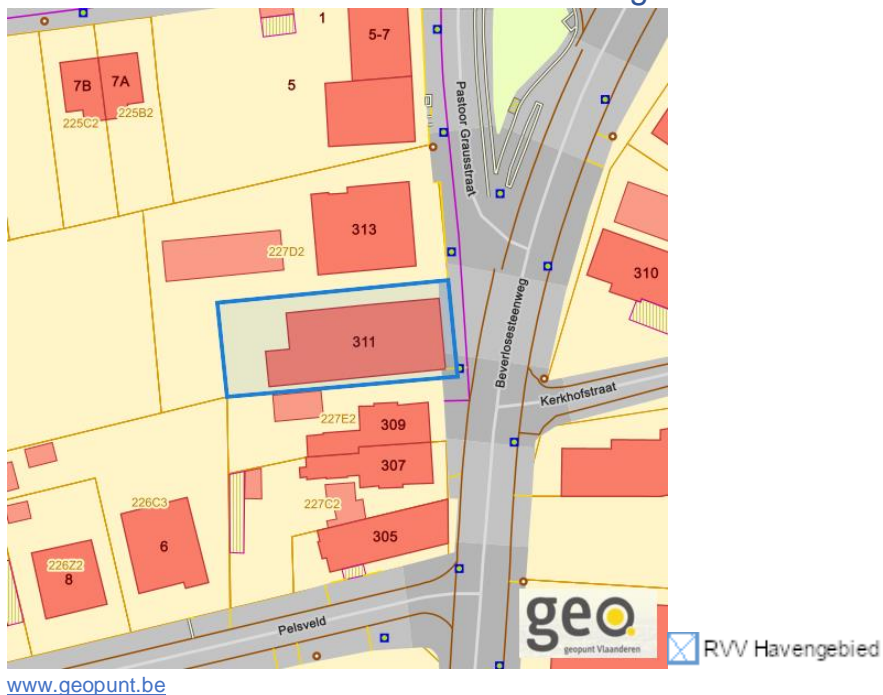 1
5-7
7B
7A
5
225C2
225B2
Pastoor Grausstraat
313
227D2
310
311
Beverlosesteenweg
Kerkhofstraat
227E2
309
307
226C3
227C2
6
305
226Z2
8
Pelsveld
geo
geopunt Vlaanderen
RVV Havengebied
www.geopunt.be